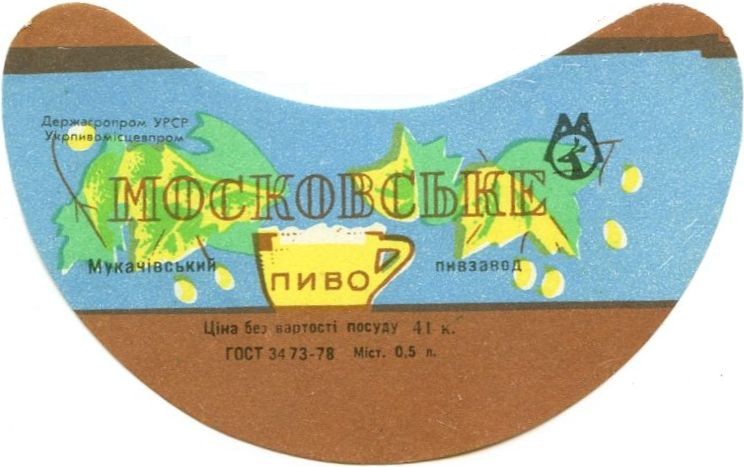 Держагропром УРСР
Укрпивомісцевпром
МОСКОВСЬКЕ
Мукачівський пивзавод
ПИВО
Ціна без вартості посуду 41 к.
ГОСТ 3473-78 Міст. 0,5 л.